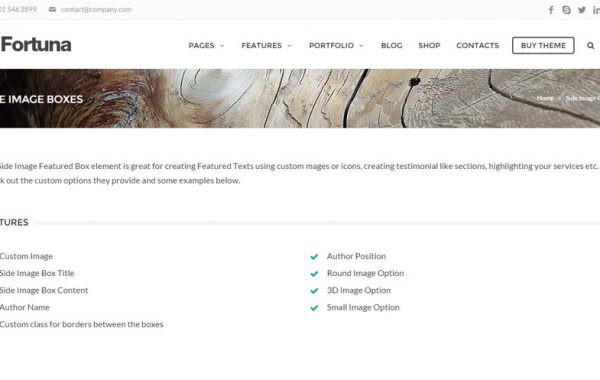 01 546 2899 contact@company.com
Fortuna PAGES FEATURES PORTFOLIO BLOG SHOP CONTACTS BUY THEME
E IMAGE BOXES Home Side Image
Side Image Featured Box element is great for creating Featured Texts using custom mages or icons, creating testimonial like sections, highlighting your services etc.
k out the custom options they provide and some examples below.
TURES
Custom Image Author Position
Side Image Box Title Round Image Option
Side Image Box Content 3D Image Option
Author Name Small Image Option
Custom class for borders between the boxes